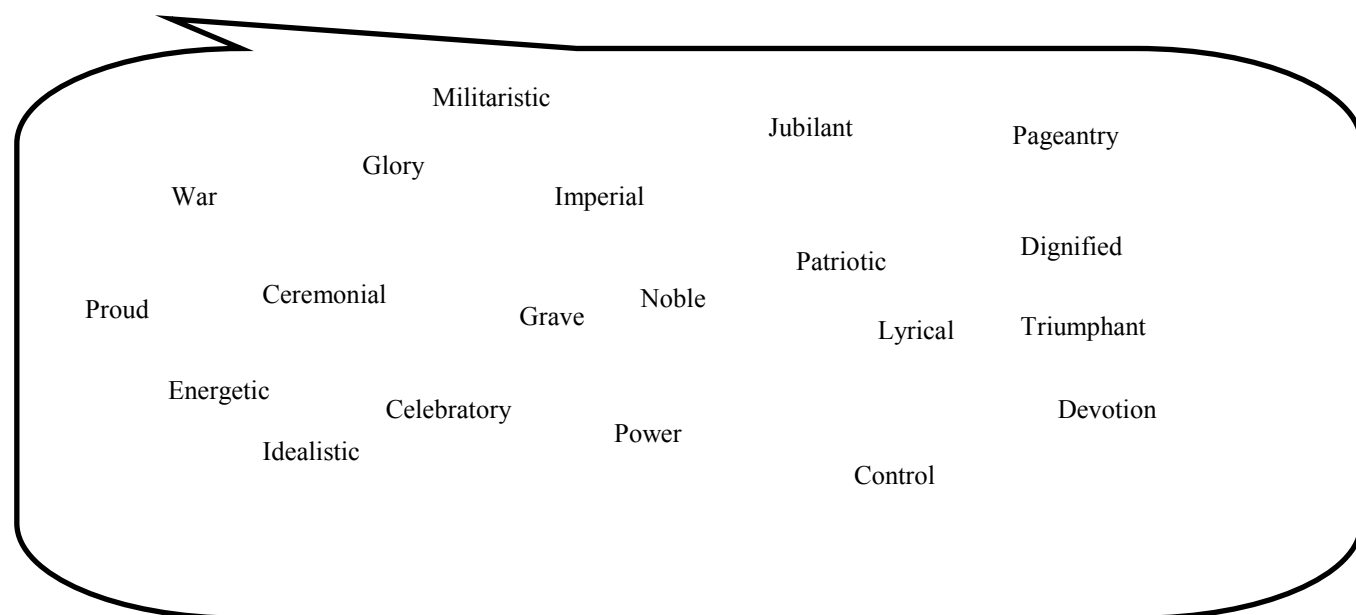 Militaristic
Jubilant
Pageantry
Glory
War
Imperial
Dignified
Patriotic
Ceremonial
Noble
Proud
Grave
Lyrical
Triumphant
Energetic
Celebratory
Devotion
Power
Idealistic
Control